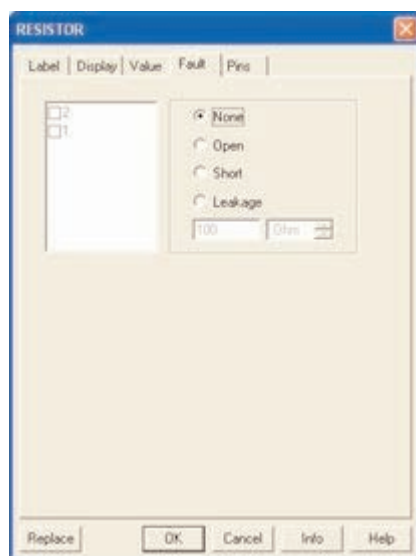 RESISTOR
Label Display Value Fault Pins
2
1
None
Open
Short
Leakage
100 Ohm
Replace OK Cancel Info Help